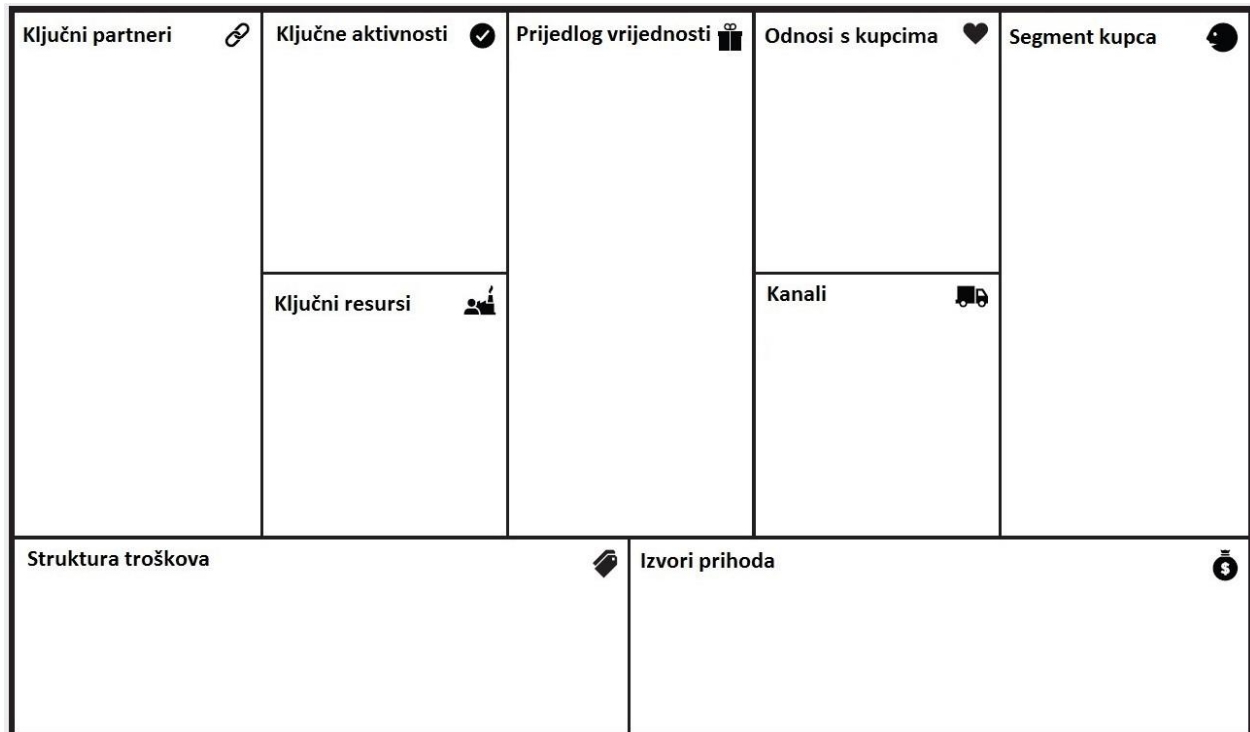 Ključni partneri
Ključne aktivnosti
Prijedlog vrijednosti
Odnosi s kupcima
Segment kupca
Ključni resursi
Kanali
Struktura troškova
Izvori prihoda
$